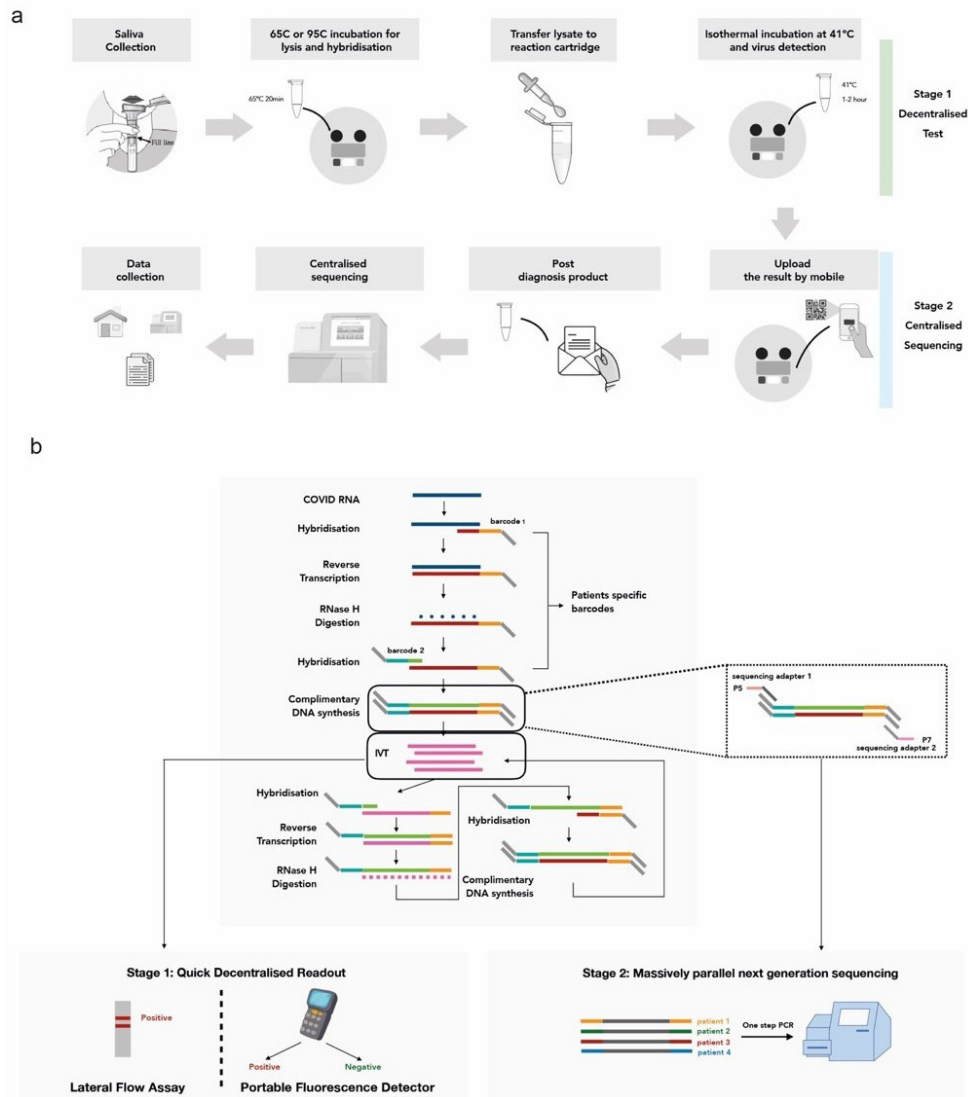 a
Saliva
Collection
65C or 95C incubation for
lysis and hybridisation
Transfer lysate to
reaction cartridge
Isothermal incubation at 41°C
and virus detection
Fill line
65°C 20min
41°C
1-2 hour
Stage 1
Decentralised
Test
Data
collection
Centralised
sequencing
Post
diagnosis product
Upload
the result by mobile
Stage 2
Centralised
Sequencing
b
COVID RNA
Hybridisation
barcode 1
Reverse
Transcription
RNase H
Digestion
Patients specific
barcodes
Hybridisation
barcode 2
Complimentary
DNA synthesis
sequencing adapter 1
P5
P7
sequencing adapter 2
IVT
Hybridisation
Reverse
Transcription
RNase H
Digestion
Hybridisation
Complimentary
DNA synthesis
Stage 1: Quick Decentralised Readout
Positive
Positive
Negative
Lateral Flow Assay
Portable Fluorescence Detector
Stage 2: Massively parallel next generation sequencing
patient 1
patient 2
patient 3
patient 4
One step PCR